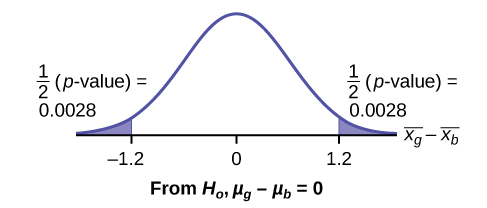 ½ (p-value) =
0.0028
½ (p-value) =
0.0028
x̅g – x̅b
–1.2
0
1.2
From Ho, μg – μb = 0